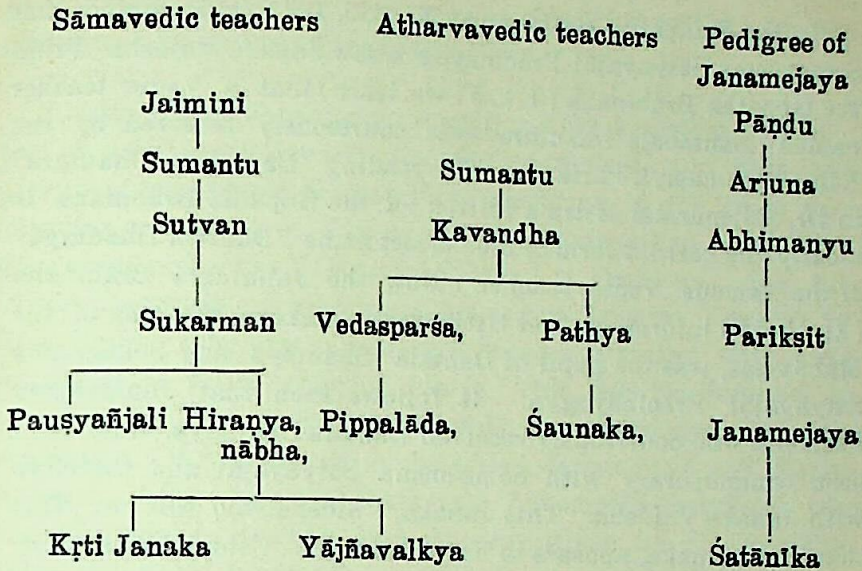 Sāmavedic teachers
Atharvavedic teachers
Pedigree of
Janamejaya
Jaimini
Pāṇḍu
Sumantu
Sumantu
Arjuna
Sutvan
Kavandha
Abhimanyu
Sukarman
Vedasparśa,
Pathya
Parikṣit
Pauṣyañjali Hiraṇya,
nābha,
Pippalāda,
Śaunaka,
Janamejaya
Kṛti Janaka
Yājñavalkya
Śatānīka